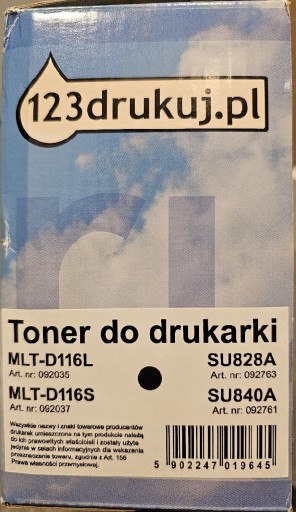 123drukuj.pl
Toner do drukarki
MLT-D116L SU828A
Art. nr: 092035 Art. nr: 092763
MLT-D116S SU840A
Art. nr: 092037 Art. nr: 092761
Wszystkie nazwy i znaki towarowe producentów
drukarek umieszczone na tym produkcie należą
do ich prawowitych właścicieli i zostały użyte
jedynie w celach informacyjnych dla wskazania
przeznaczenia towaru, zgodnie z Art. 156
Prawa własności przemysłowej.
5 902247 019645